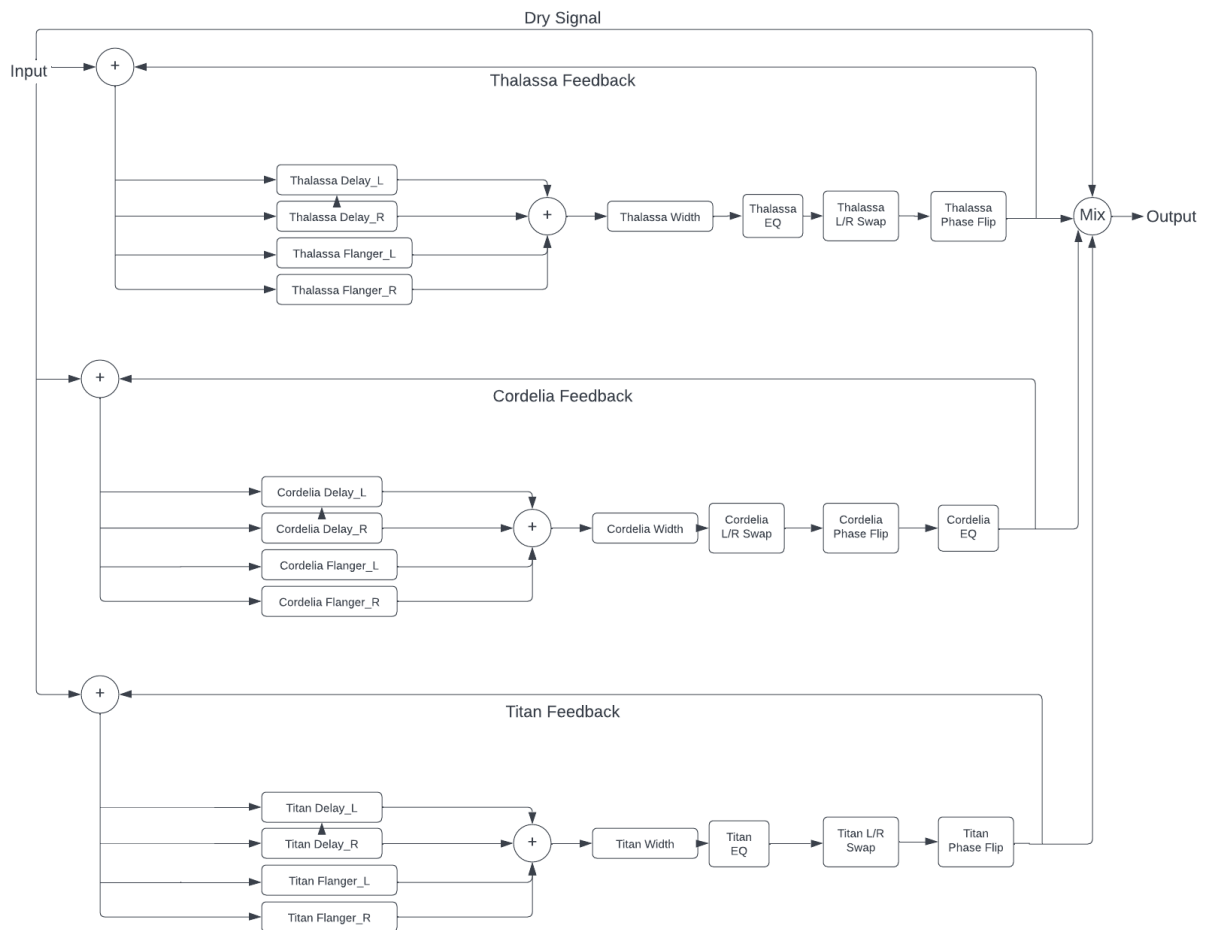 Dry Signal
Input
+
Thalassa Feedback
Thalassa Delay_L
Thalassa Delay_R
Thalassa Flanger_L
Thalassa Flanger_R
+
Thalassa Width
Thalassa
EQ
Thalassa
L/R Swap
Thalassa
Phase Flip
Mix
Output
+
Cordelia Feedback
Cordelia Delay_L
Cordelia Delay_R
Cordelia Flanger_L
Cordelia Flanger_R
+
Cordelia Width
Cordelia
L/R Swap
Cordelia
Phase Flip
Cordelia
EQ
+
Titan Feedback
Titan Delay_L
Titan Delay_R
Titan Flanger_L
Titan Flanger_R
+
Titan Width
Titan
EQ
Titan L/R
Swap
Titan
Phase Flip